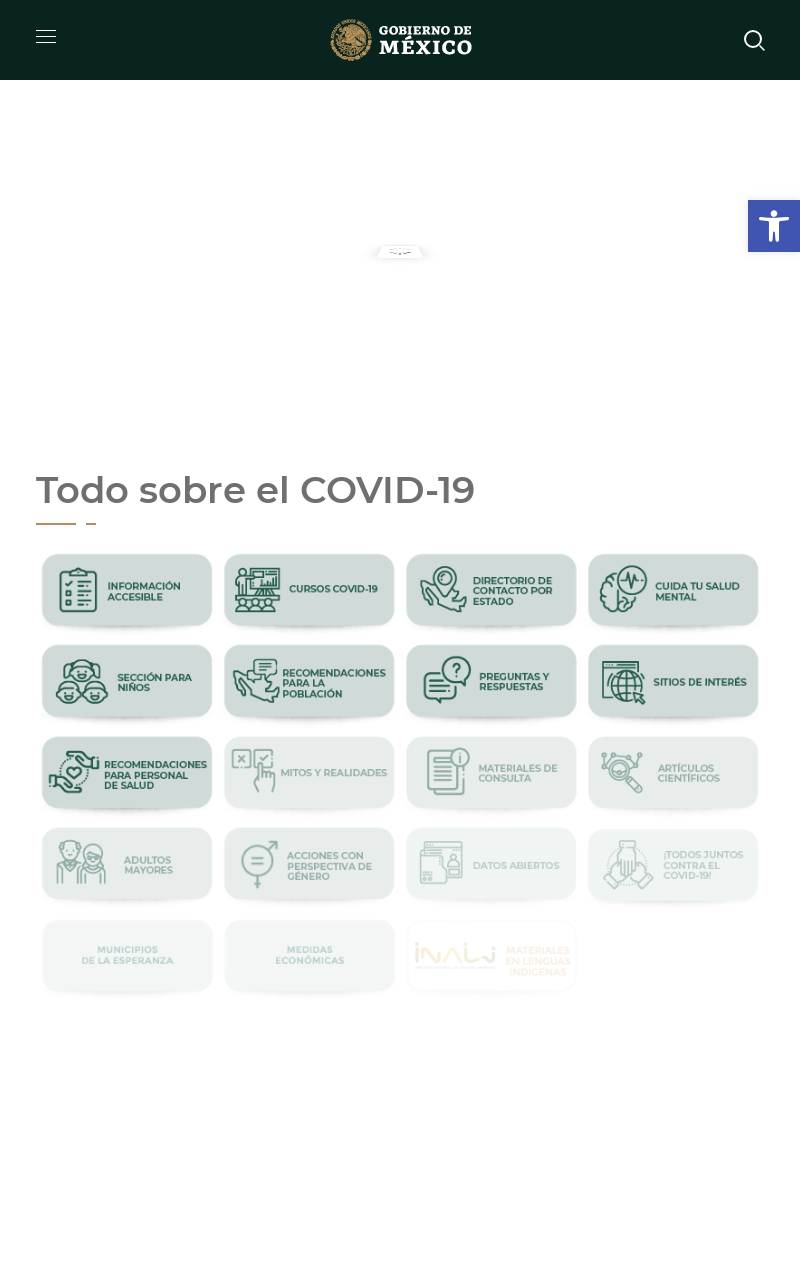 GOBIERNO DE
MÉXICO
Todo sobre el COVID-19
INFORMACIÓN
ACCESIBLE
CURSOS COVID-19
DIRECTORIO DE
CONTACTO POR
ESTADO
CUIDA TU SALUD
MENTAL
SECCIÓN PARA
NIÑOS
RECOMENDACIONES
PARA LA
POBLACIÓN
PREGUNTAS Y
RESPUESTAS
SITIOS DE INTERÉS
RECOMENDACIONES
PARA PERSONAL
DE SALUD
MITOS Y REALIDADES
MATERIALES DE
CONSULTA
ARTÍCULOS
CIENTÍFICOS
ADULTOS
MAYORES
ACCIONES CON
PERSPECTIVA DE
GÉNERO
DATOS ABIERTOS
¡TODOS JUNTOS
CONTRA EL
COVID-19!
MUNICIPIOS
DE LA ESPERANZA
MEDIDAS
ECONÓMICAS
INALI
MATERIALES
EN LENGUAS
INDÍGENAS